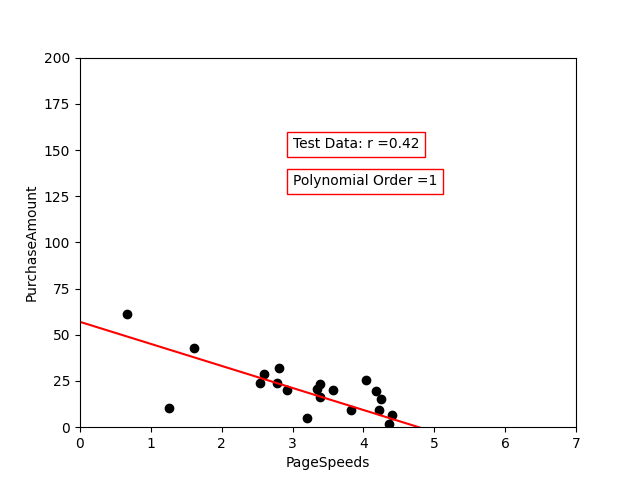 200
175
150
125
100
75
50
25
0
PurchaseAmount
Test Data: r =0.42
Polynomial Order =1
0 1 2 3 4 5 6 7
PageSpeeds